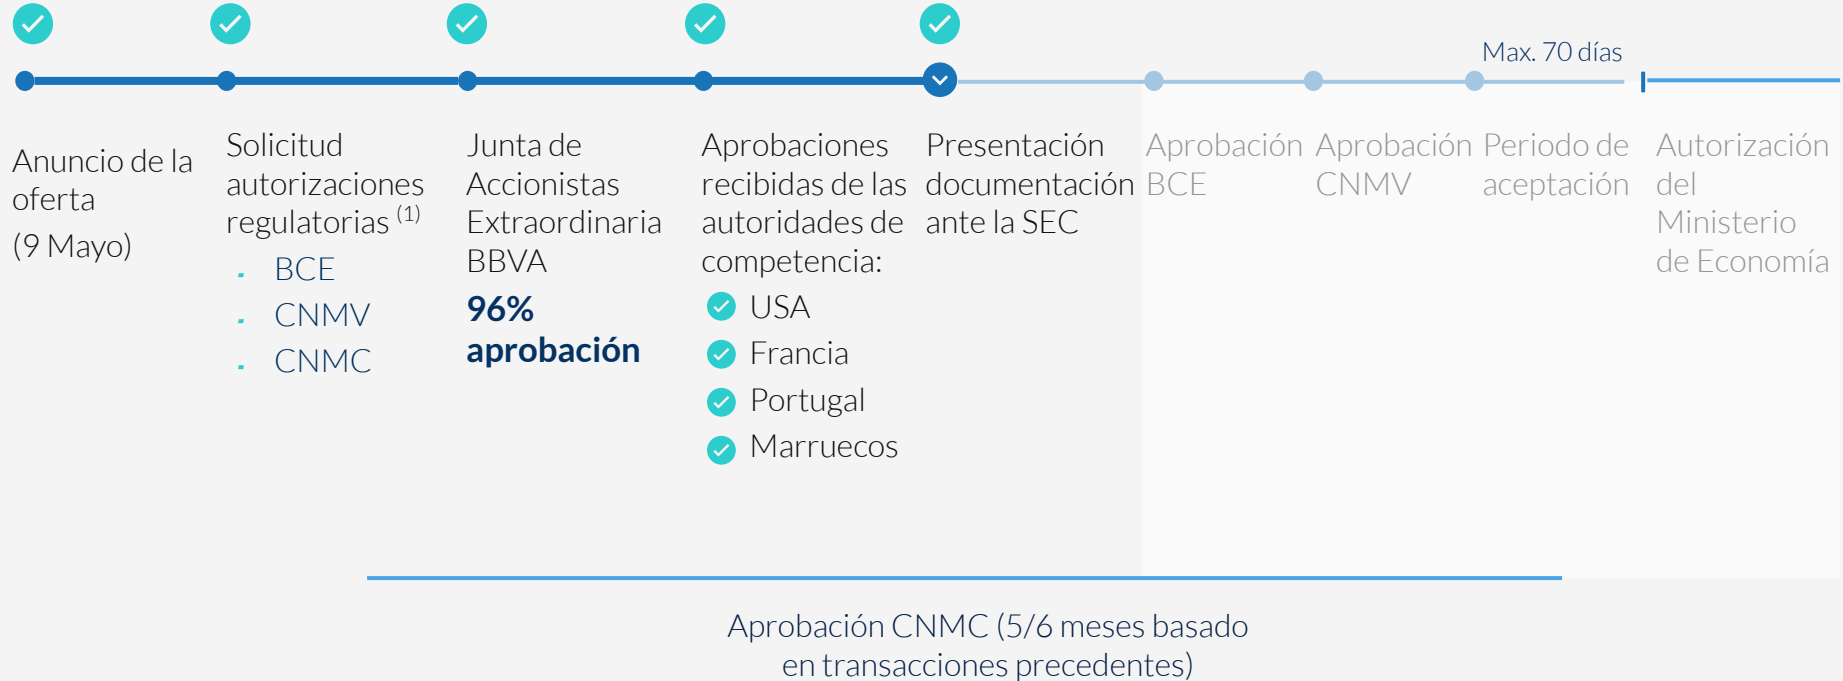 Max. 70 días
Anuncio de la
oferta
(9 Mayo)
Solicitud
autorizaciones
regulatorias (1)
- BCE
- CNMV
- CNMC
Junta de
Accionistas
Extraordinaria
BBVA
96%
aprobación
Aprobaciones
recibidas de las
autoridades de
competencia:
USA
Francia
Portugal
Marruecos
Presentación
documentación
ante la SEC
Aprobación
BCE
Aprobación
CNMV
Periodo de
aceptación
Autorización
del
Ministerio
de Economía
Aprobación CNMC (5/6 meses basado
en transacciones precedentes)